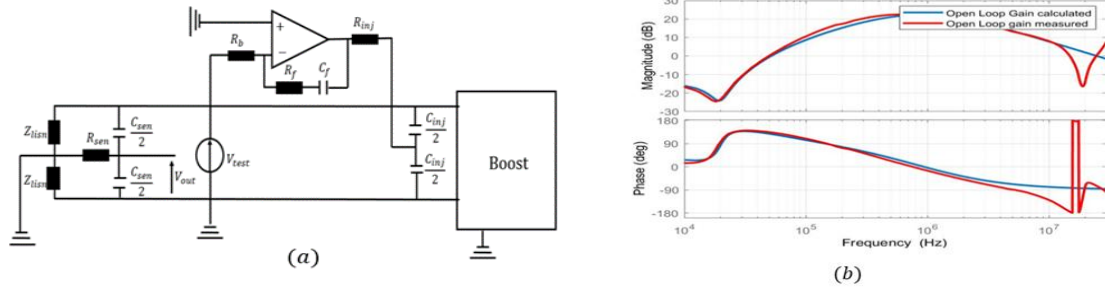 (a)
R_inj
R_b
+
−
R_f
C_f
Z_lisn
R_sen
C_sen/2
C_inj/2
V_test
Boost
Z_lisn
C_sen/2
V_out
C_inj/2
(a)
Open Loop Gain calculated
Open Loop gain measured
Magnitude (dB)
30
20
10
0
-10
-20
-30
Phase (deg)
180
90
0
-90
-180
10^4
10^5
10^6
10^7
Frequency (Hz)
(b)